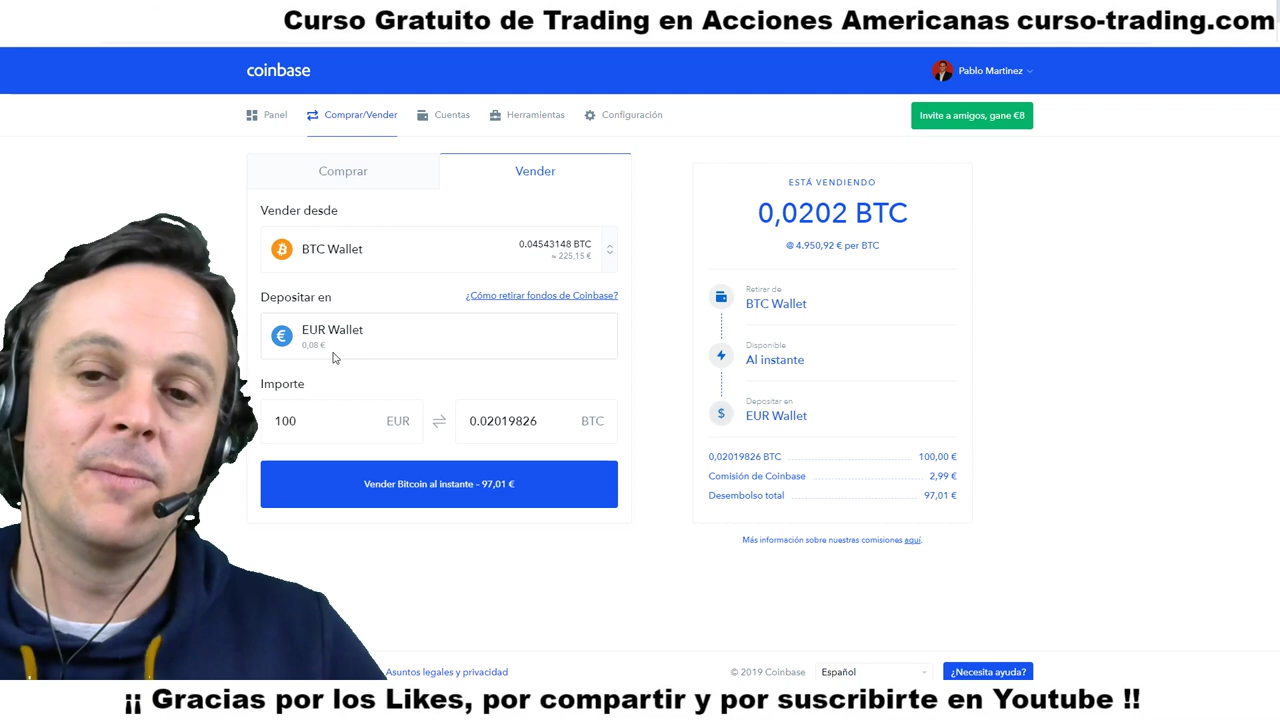 Curso Gratuito de Trading en Acciones Americanas curso-trading.com
coinbase
Pablo Martinez
Panel
Comprar/Vender
Cuentas
Herramientas
Configuración
Invite a amigos, gane €8
Comprar
Vender
Vender desde
BTC Wallet
0.04543148 BTC
≈ 225,15 €
Depositar en
¿Cómo retirar fondos de Coinbase?
EUR Wallet
0,08 €
Importe
100 EUR
0.02019826 BTC
Vender Bitcoin al instante – 97,01 €
ESTÁ VENDIENDO
0,0202 BTC
@ 4.950,92 € per BTC
Retirar de
BTC Wallet
Disponible
Al instante
Depositar en
EUR Wallet
0,02019826 BTC 100,00 €
Comisión de Coinbase 2,99 €
Desembolso total 97,01 €
Más información sobre nuestras comisiones aquí.
Asuntos legales y privacidad
© 2019 Coinbase
Español
¿Necesita ayuda?
¡¡ Gracias por los Likes, por compartir y por suscribirte en Youtube !!